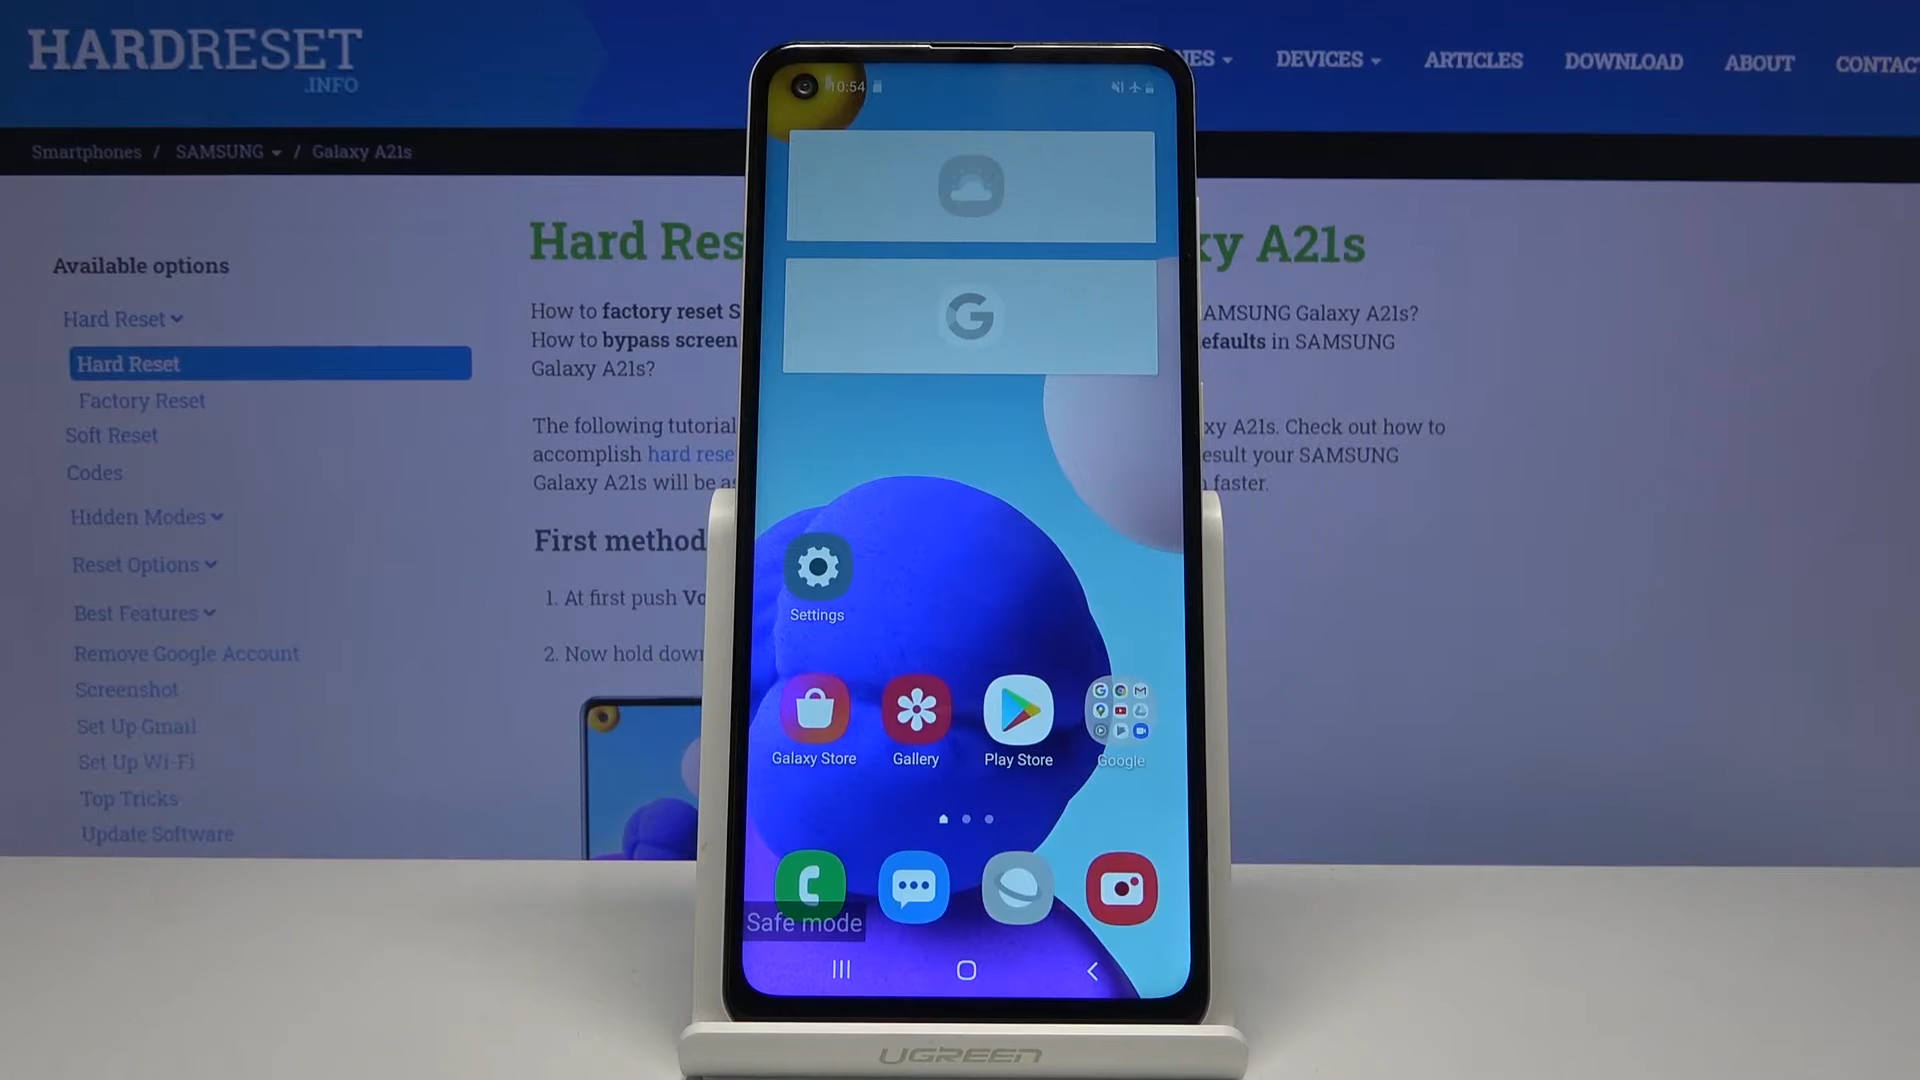 HARDRESET
.INFO
DEVICES
ARTICLES
DOWNLOAD
ABOUT
Smartphones / SAMSUNG / Galaxy A21s
Available options
Hard Reset
Hard Reset
Factory Reset
Soft Reset
Codes
Hidden Modes
Reset Options
Best Features
Remove Google Account
Screenshot
Set Up Gmail
Set Up Wi-Fi
Top Tricks
Update Software
Hard Res
xy A21s
How to factory reset S
AMSUNG Galaxy A21s?
How to bypass screen
efaults in SAMSUNG
Galaxy A21s?
The following tutorial
xy A21s. Check out how to
accomplish hard rese
esult your SAMSUNG
Galaxy A21s will be as
faster.
First method
1. At first push Vo
2. Now hold down
10:54
G
Settings
Galaxy Store
Gallery
Play Store
Google
Safe mode
UGREEN